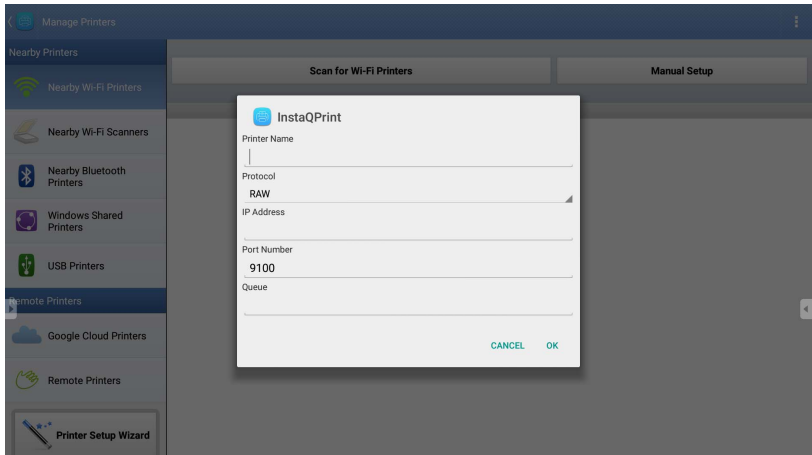 Manage Printers
Nearby Printers
Nearby Wi-Fi Printers
Nearby Wi-Fi Scanners
Nearby Bluetooth
Printers
Windows Shared
Printers
USB Printers
Remote Printers
Google Cloud Printers
Remote Printers
Printer Setup Wizard
Scan for Wi-Fi Printers
Manual Setup
InstaQPrint
Printer Name
Protocol
RAW
IP Address
Port Number
9100
Queue
CANCEL OK